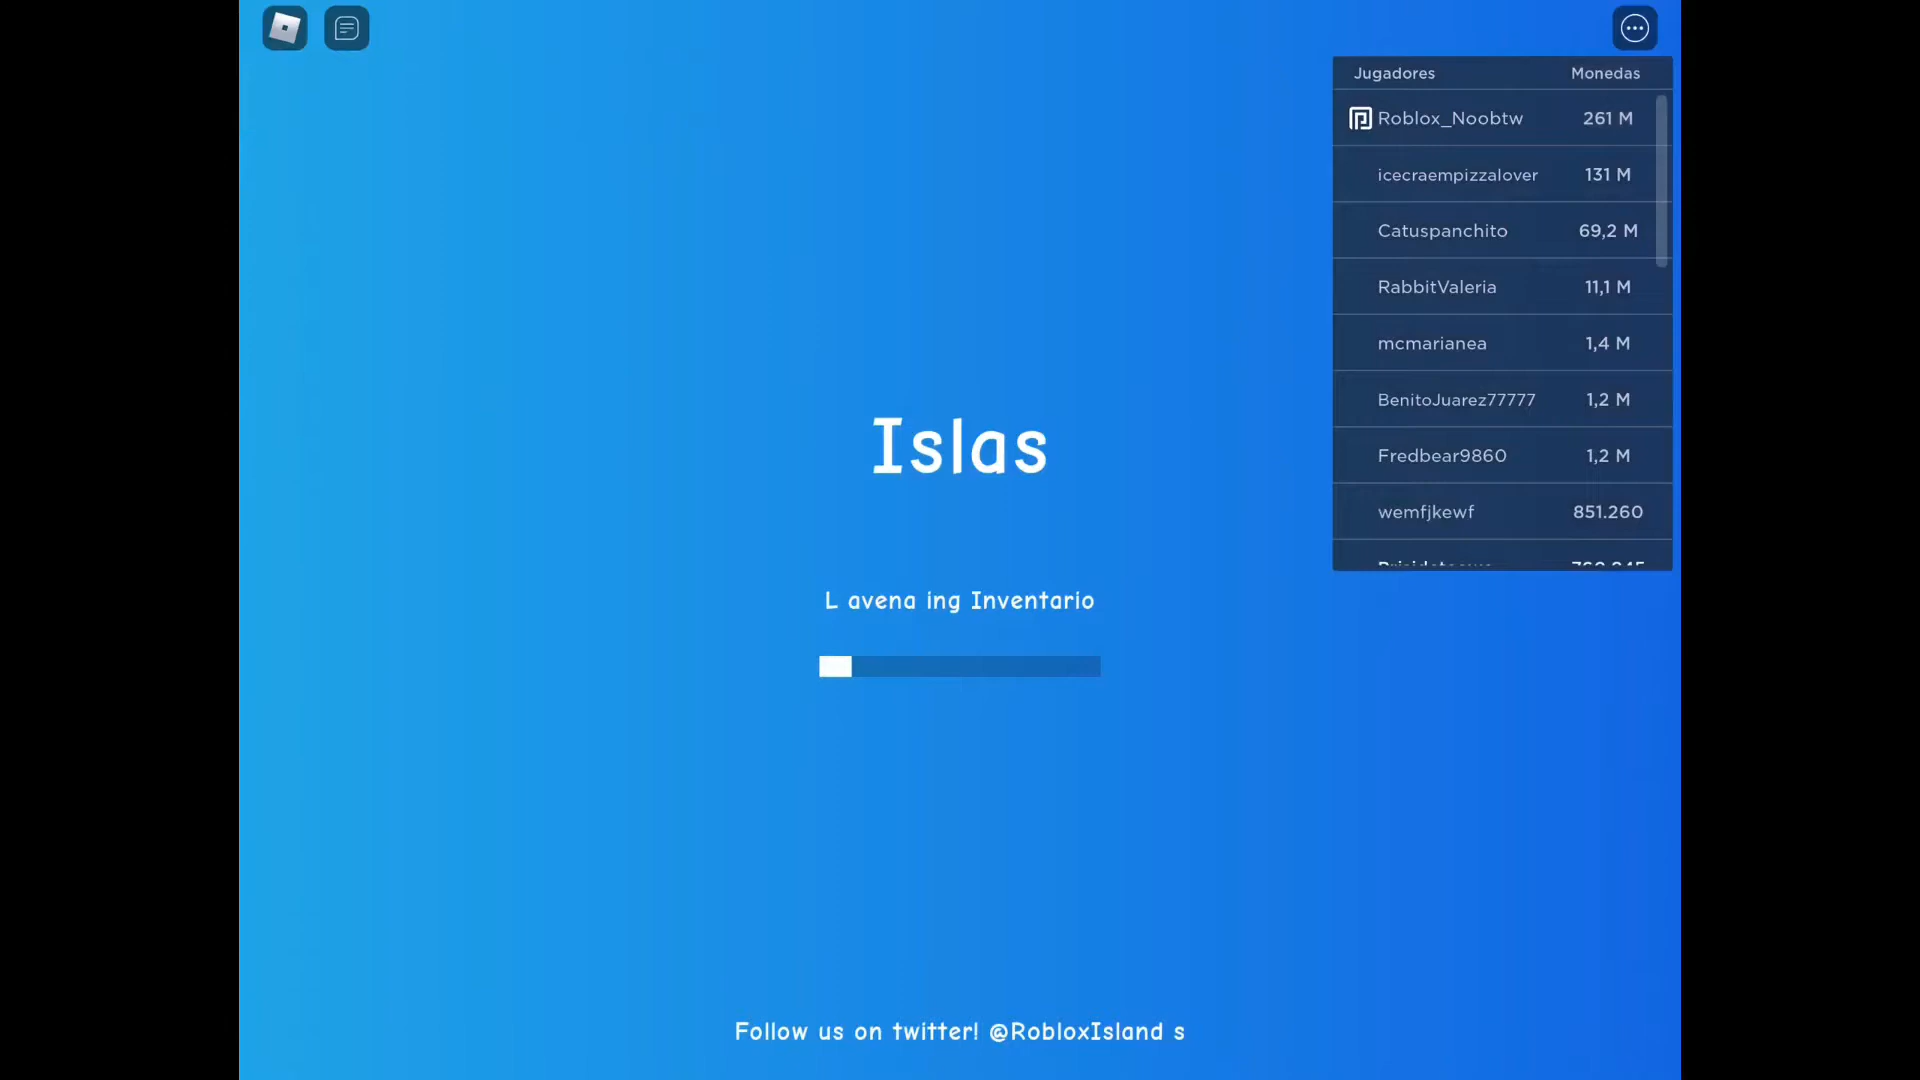 Jugadores Monedas
Roblox_Noobtw 261 M
icecraempizzalover 131 M
Catuspanchito 69,2 M
RabbitValeria 11,1 M
mcmarianea 1,4 M
BenitoJuarez77777 1,2 M
Fredbear9860 1,2 M
wemfjkewf 851.260
Islas
L avena ing Inventario
Follow us on twitter! @RobloxIsland s